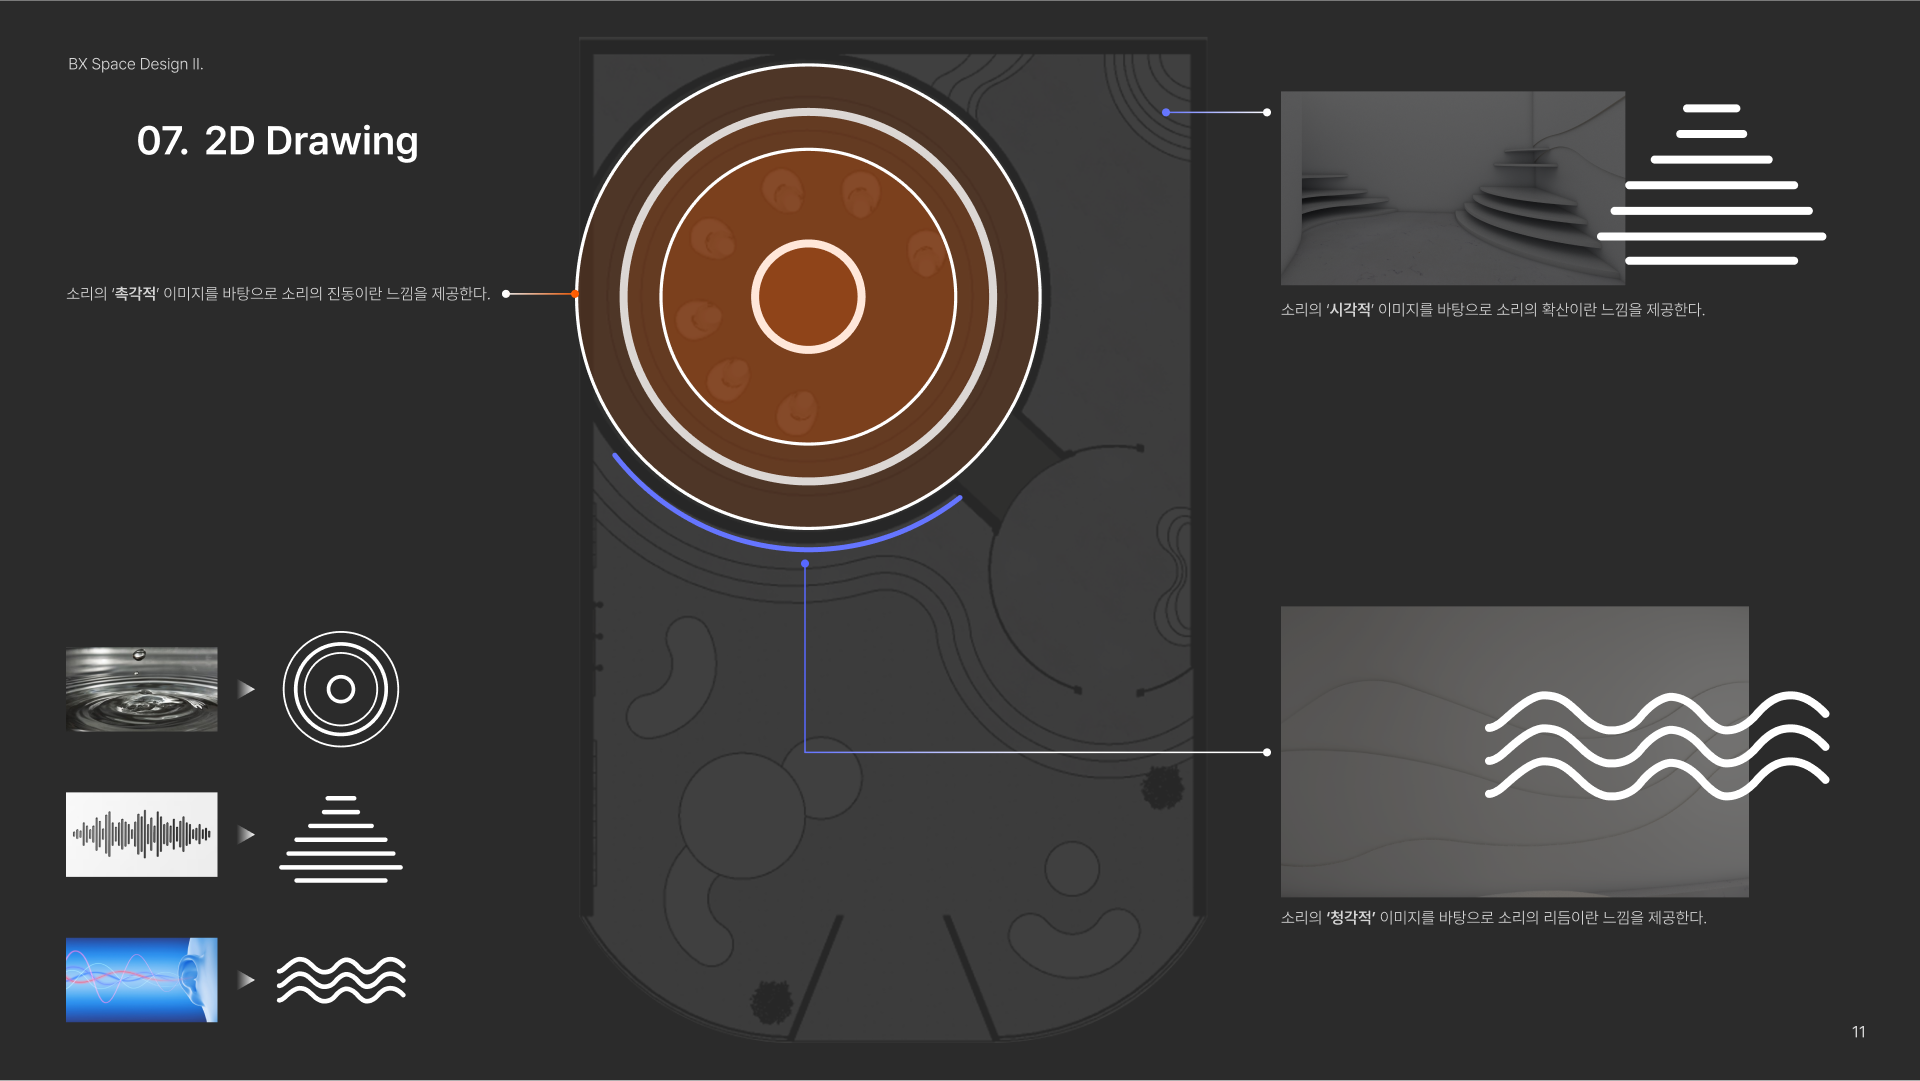 BX Space Design II.
07. 2D Drawing
소리의 ‘촉각적’ 이미지를 바탕으로 소리의 진동이란 느낌을 제공한다.
소리의 ‘시각적’ 이미지를 바탕으로 소리의 확산이란 느낌을 제공한다.
소리의 ‘청각적’ 이미지를 바탕으로 소리의 리듬이란 느낌을 제공한다.
11